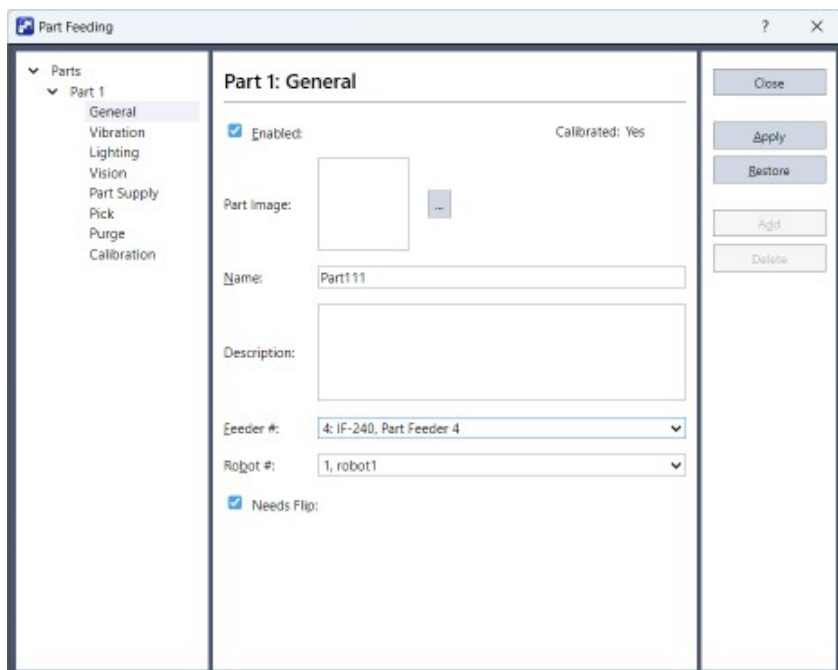 Part Feeding
Parts
Part 1
General
Vibration
Lighting
Vision
Part Supply
Pick
Purge
Calibration
Part 1: General
Enabled:
Calibrated: Yes
Part Image:
...
Name:
Part111
Description:
Feeder #:
4: IF-240, Part Feeder 4
Robot #:
1, robot1
Needs Flip:
Close
Apply
Restore
Add
Delete